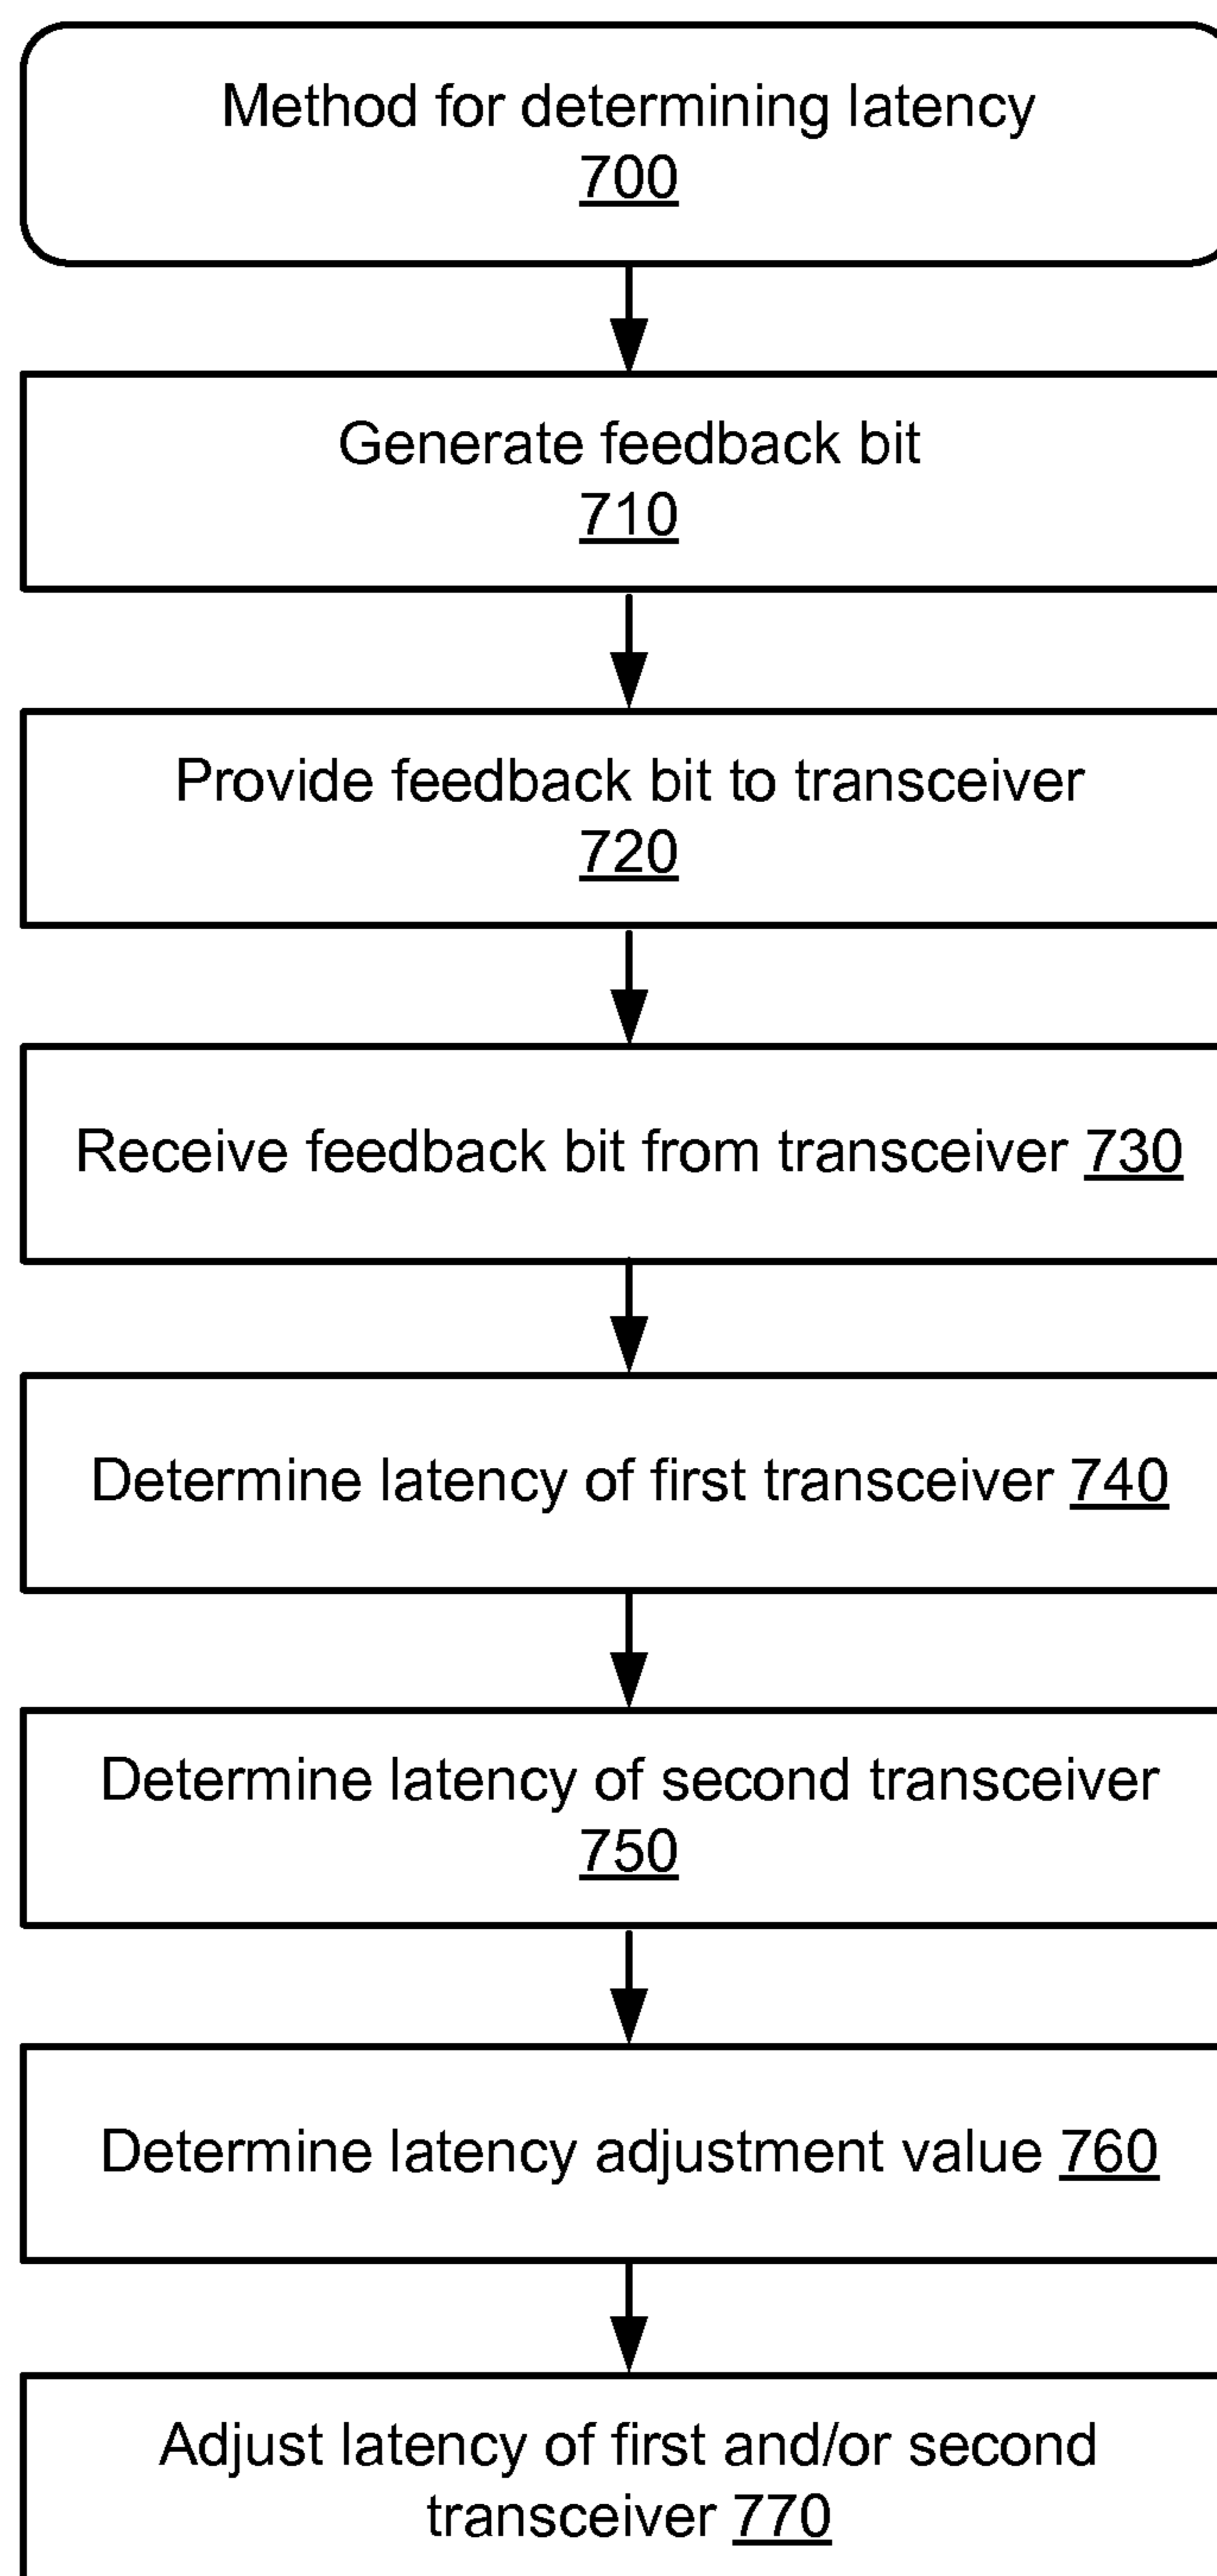 Method for determining latency
700
Generate feedback bit
710
Provide feedback bit to transceiver
720
Receive feedback bit from transceiver 730
Determine latency of first transceiver 740
Determine latency of second transceiver
750
Determine latency adjustment value 760
Adjust latency of first and/or second
transceiver 770